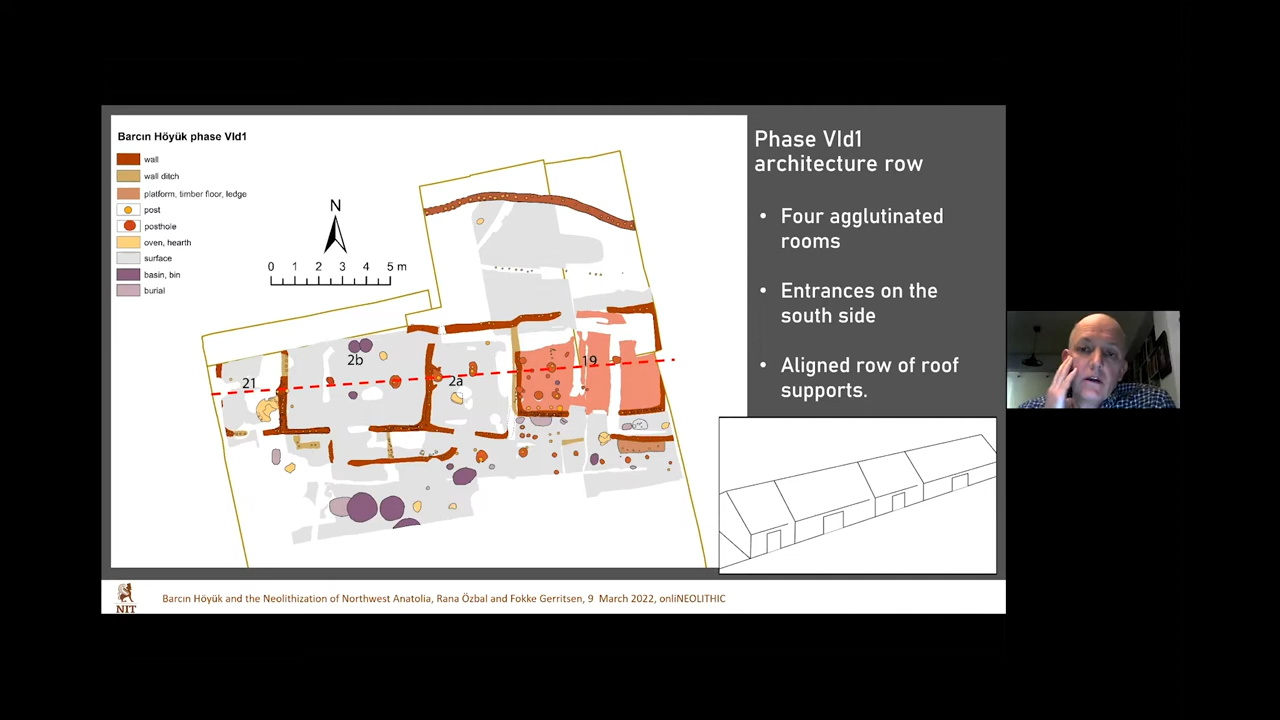 Barcın Höyük phase VId1
wall
wall ditch
platform, timber floor, ledge
post
posthole
oven, hearth
surface
basin, bin
burial
N
0 1 2 3 4 5 m
21
2b
2a
19
Phase VId1
architecture row
• Four agglutinated
rooms
• Entrances on the
south side
• Aligned row of roof
supports.
NIT
Barcın Höyük and the Neolithization of Northwest Anatolia, Rana Özbal and Fokke Gerritsen, 9 March 2022, onliNEOLITHIC